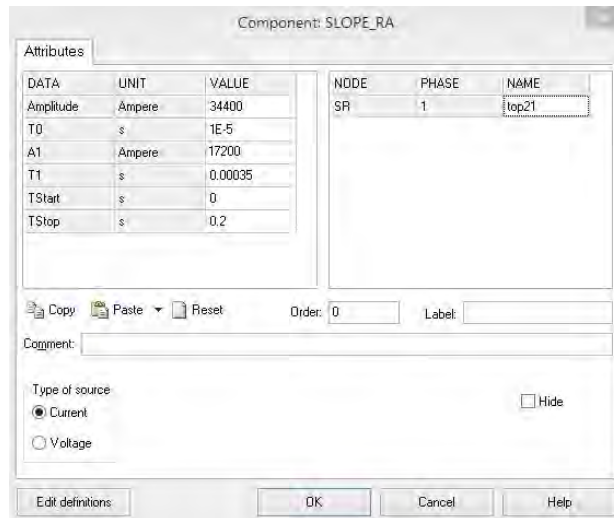 Component: SLOPE_RA
Attributes
DATA UNIT VALUE
Amplitude Ampere 34400
T0 s 1E-5
A1 Ampere 17200
T1 s 0.00035
TStart s 0
TStop s 0.2
NODE PHASE NAME
SR 1 top21
Copy Paste Reset Order: 0 Label:
Comment:
Type of source
Current
Voltage
Hide
Edit definitions OK Cancel Help